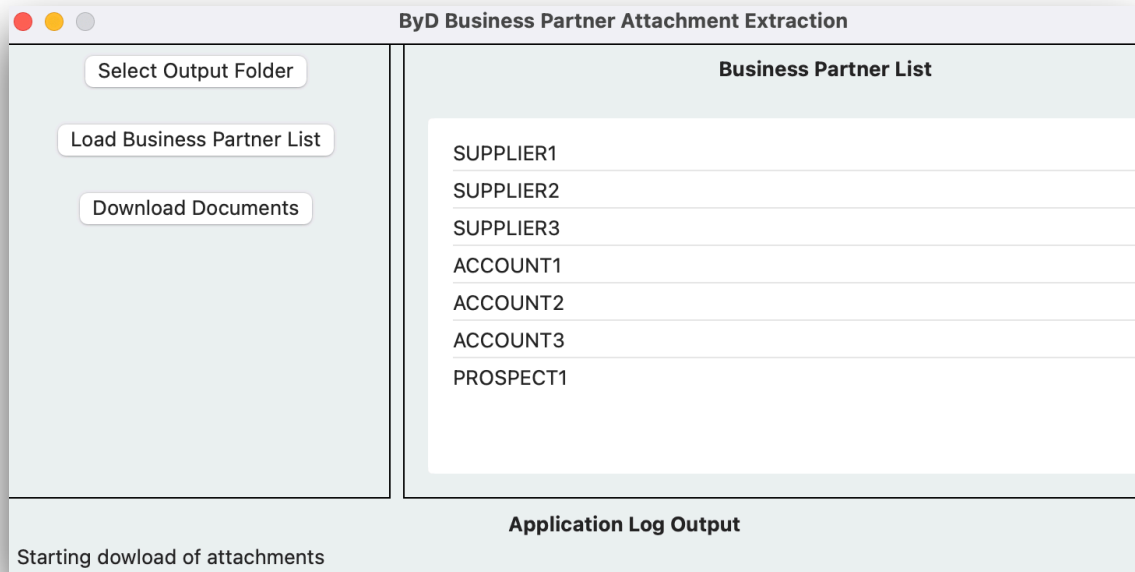 ByD Business Partner Attachment Extraction
Select Output Folder
Load Business Partner List
Download Documents
Business Partner List
SUPPLIER1
SUPPLIER2
SUPPLIER3
ACCOUNT1
ACCOUNT2
ACCOUNT3
PROSPECT1
Application Log Output
Starting dowload of attachments